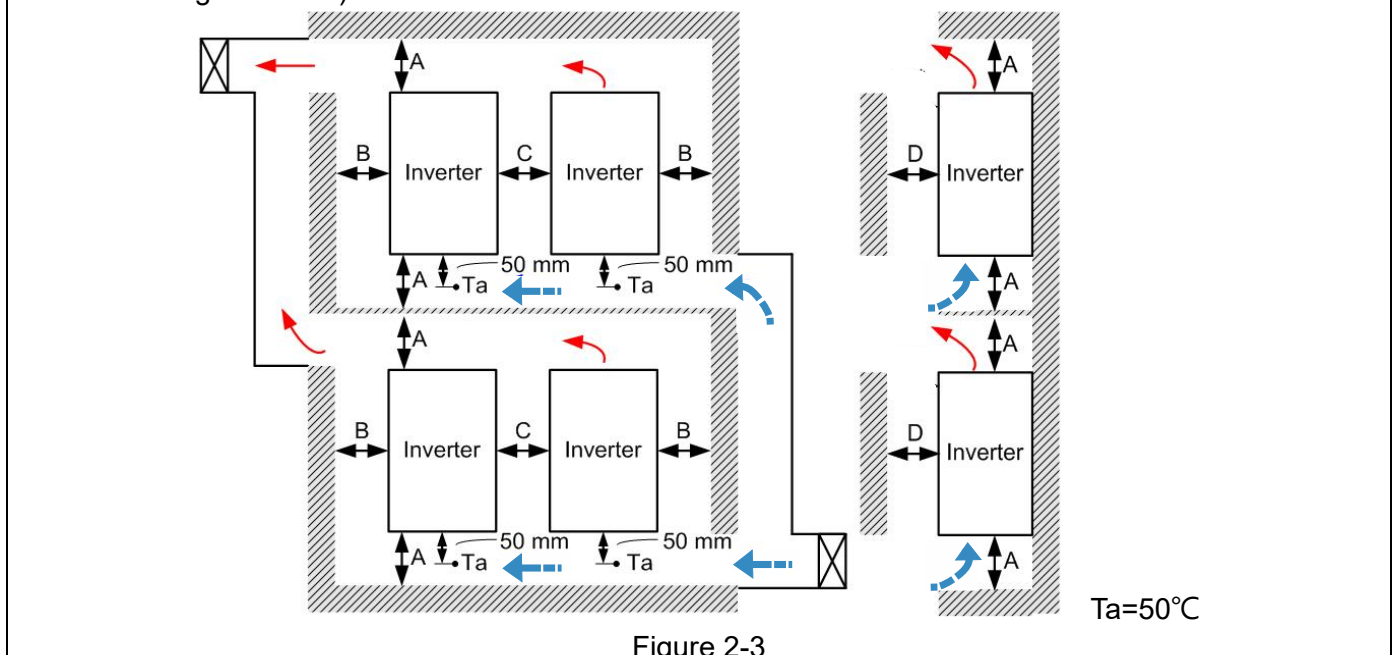 A
A
B
C
B
D
Inverter
Inverter
Inverter
50 mm
50 mm
A
Ta
Ta
A
A
A
B
C
B
D
Inverter
Inverter
Inverter
50 mm
50 mm
A
Ta
Ta
A
Ta=50℃
Figure 2-3